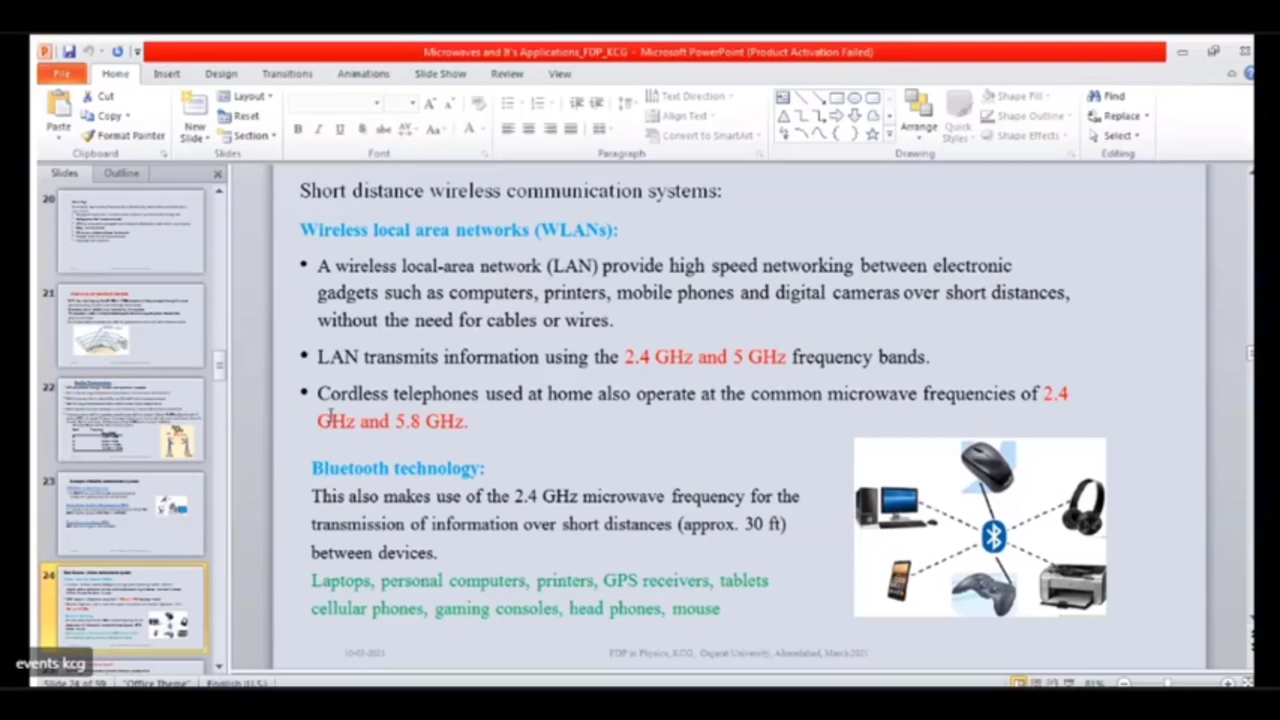 Microwaves and It's Applications_FDP_KCG - Microsoft PowerPoint (Product Activation Failed)
File Home Insert Design Transitions Animations Slide Show Review View
Paste
Cut
Copy
Format Painter
Clipboard
New Slide
Layout
Reset
Section
Slides
Font
Text Direction
Align Text
Convert to SmartArt
Paragraph
Arrange
Quick Styles
Shape Fill
Shape Outline
Shape Effects
Drawing
Find
Replace
Select
Editing
Slides Outline
20
21
22
23
24
Short distance wireless communication systems:
Wireless local area networks (WLANs):
• A wireless local-area network (LAN) provide high speed networking between electronic
gadgets such as computers, printers, mobile phones and digital cameras over short distances,
without the need for cables or wires.
• LAN transmits information using the 2.4 GHz and 5 GHz frequency bands.
• Cordless telephones used at home also operate at the common microwave frequencies of 2.4
GHz and 5.8 GHz.
Bluetooth technology:
This also makes use of the 2.4 GHz microwave frequency for the
transmission of information over short distances (approx. 30 ft)
between devices.
Laptops, personal computers, printers, GPS receivers, tablets
cellular phones, gaming consoles, head phones, mouse
FDP in Physics, KCG, Gujarat University, Ahmedabad, March 2021
events kcg
Slide 24 of 59 "Office Theme" English (U.S.) 81%